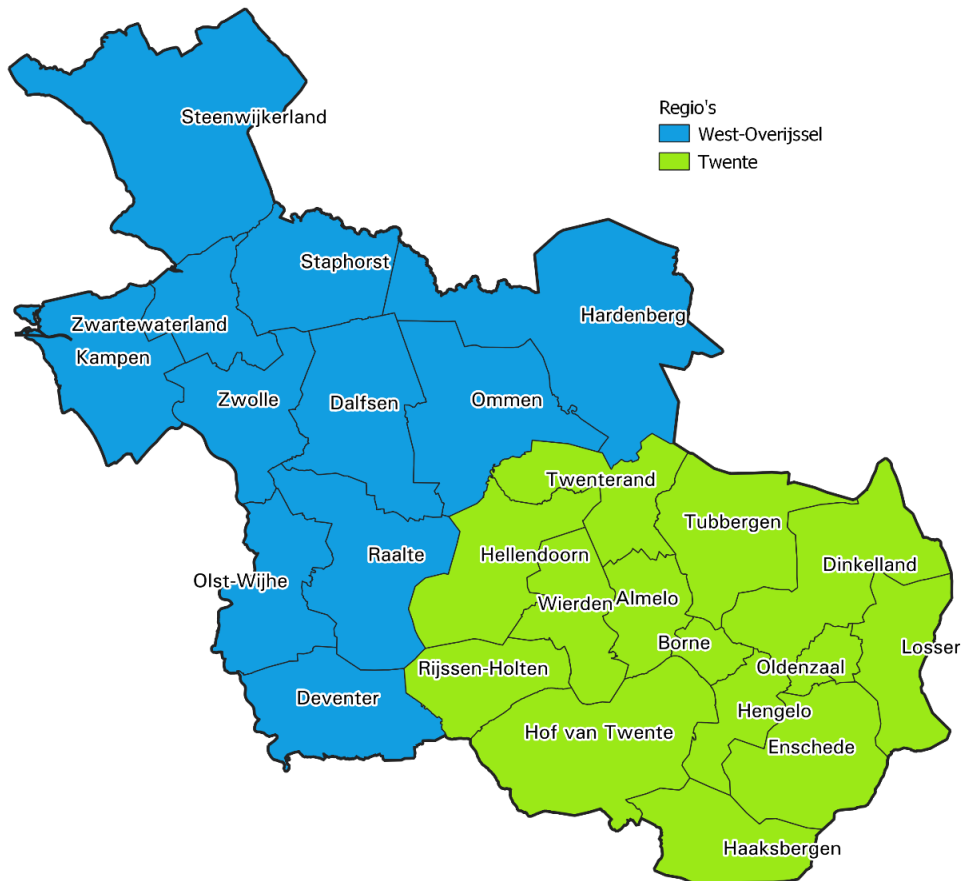 Steenwijkerland
Regio's
West-Overijssel
Twente
Staphorst
Hardenberg
Zwartewaterland
Kampen
Zwolle
Dalfsen
Ommen
Twenterand
Tubbergen
Raalte
Hellendoorn
Dinkelland
Olst-Wijhe
Wierden
Almelo
Borne
Losser
Rijssen-Holten
Oldenzaal
Deventer
Hengelo
Hof van Twente
Enschede
Haaksbergen